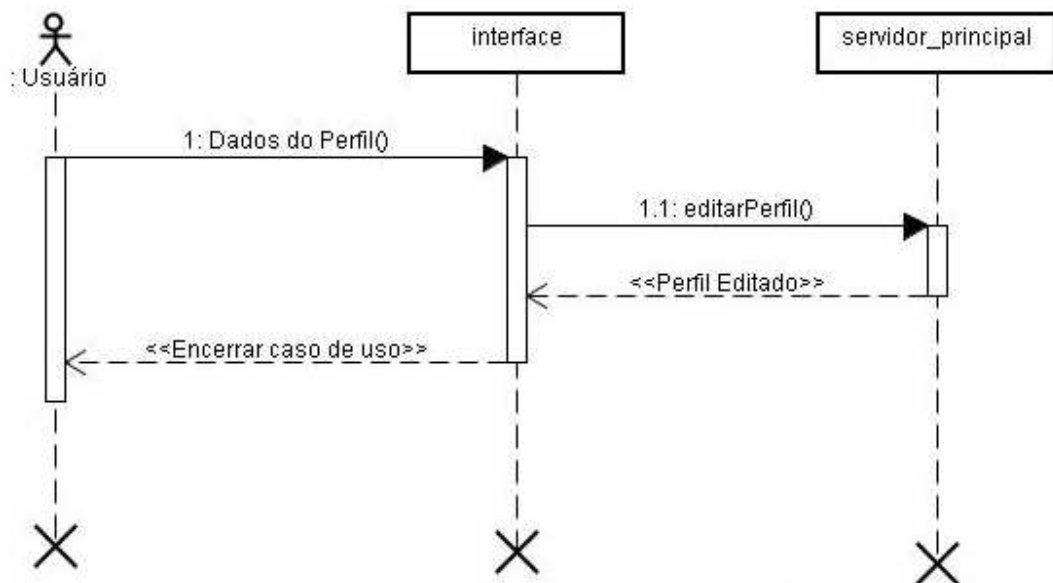 interface
servidor_principal
: Usuário
1: Dados do Perfil()
1.1: editarPerfil()
<<Perfil Editado>>
<<Encerrar caso de uso>>